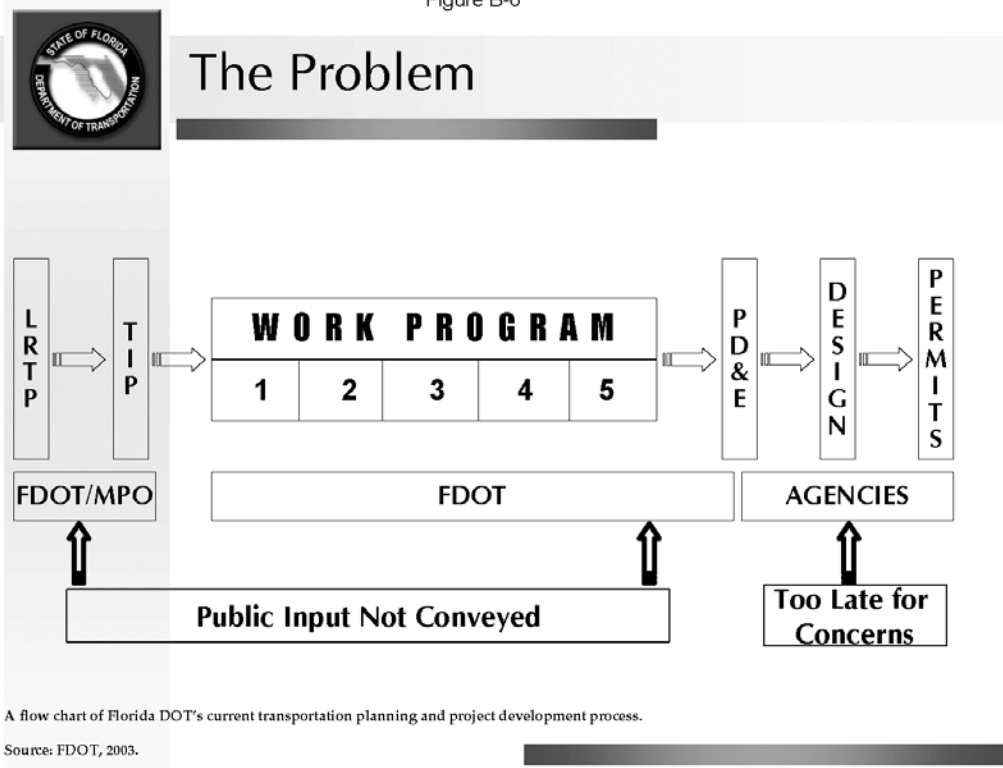 Figure B-6
STATE OF FLORIDA
DEPARTMENT OF TRANSPORTATION
The Problem
LRTP
TIP
WORK PROGRAM
1 2 3 4 5
PD&E
DESIGN
PERMITS
FDOT/MPO
FDOT
AGENCIES
Public Input Not Conveyed
Too Late for
Concerns
A flow chart of Florida DOT's current transportation planning and project development process.
Source: FDOT, 2003.